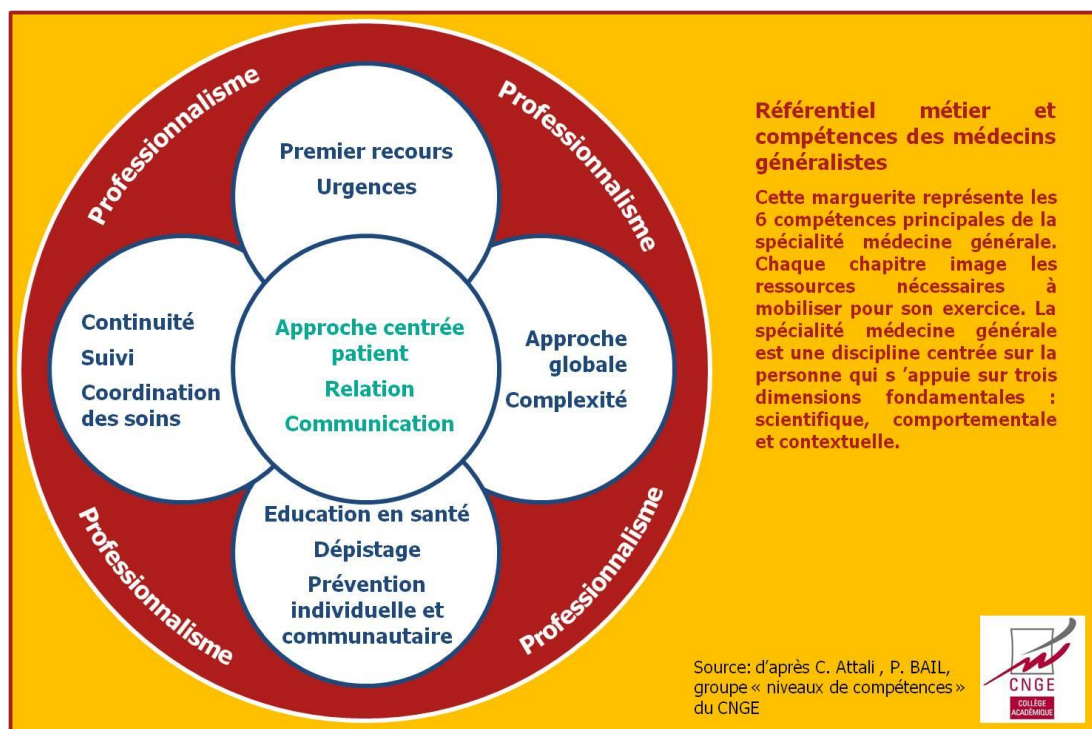 Professionnalisme
Professionnalisme
Premier recours
Urgences
Continuité
Suivi
Coordination
des soins
Approche centrée
patient
Relation
Communication
Approche
globale
Complexité
Education en santé
Dépistage
Prévention
individuelle et
communautaire
Professionnalisme
Professionnalisme
Référentiel métier et
compétences des médecins
généralistes
Cette marguerite représente les
6 compétences principales de la
spécialité médecine générale.
Chaque chapitre image les
ressources nécessaires à
mobiliser pour son exercice. La
spécialité médecine générale
est une discipline centrée sur la
personne qui s ’appuie sur trois
dimensions fondamentales :
scientifique, comportementale
et contextuelle.
Source: d’après C. Attali , P. BAIL,
groupe « niveaux de compétences »
du CNGE
CNGE
COLLÈGE
ACADÉMIQUE